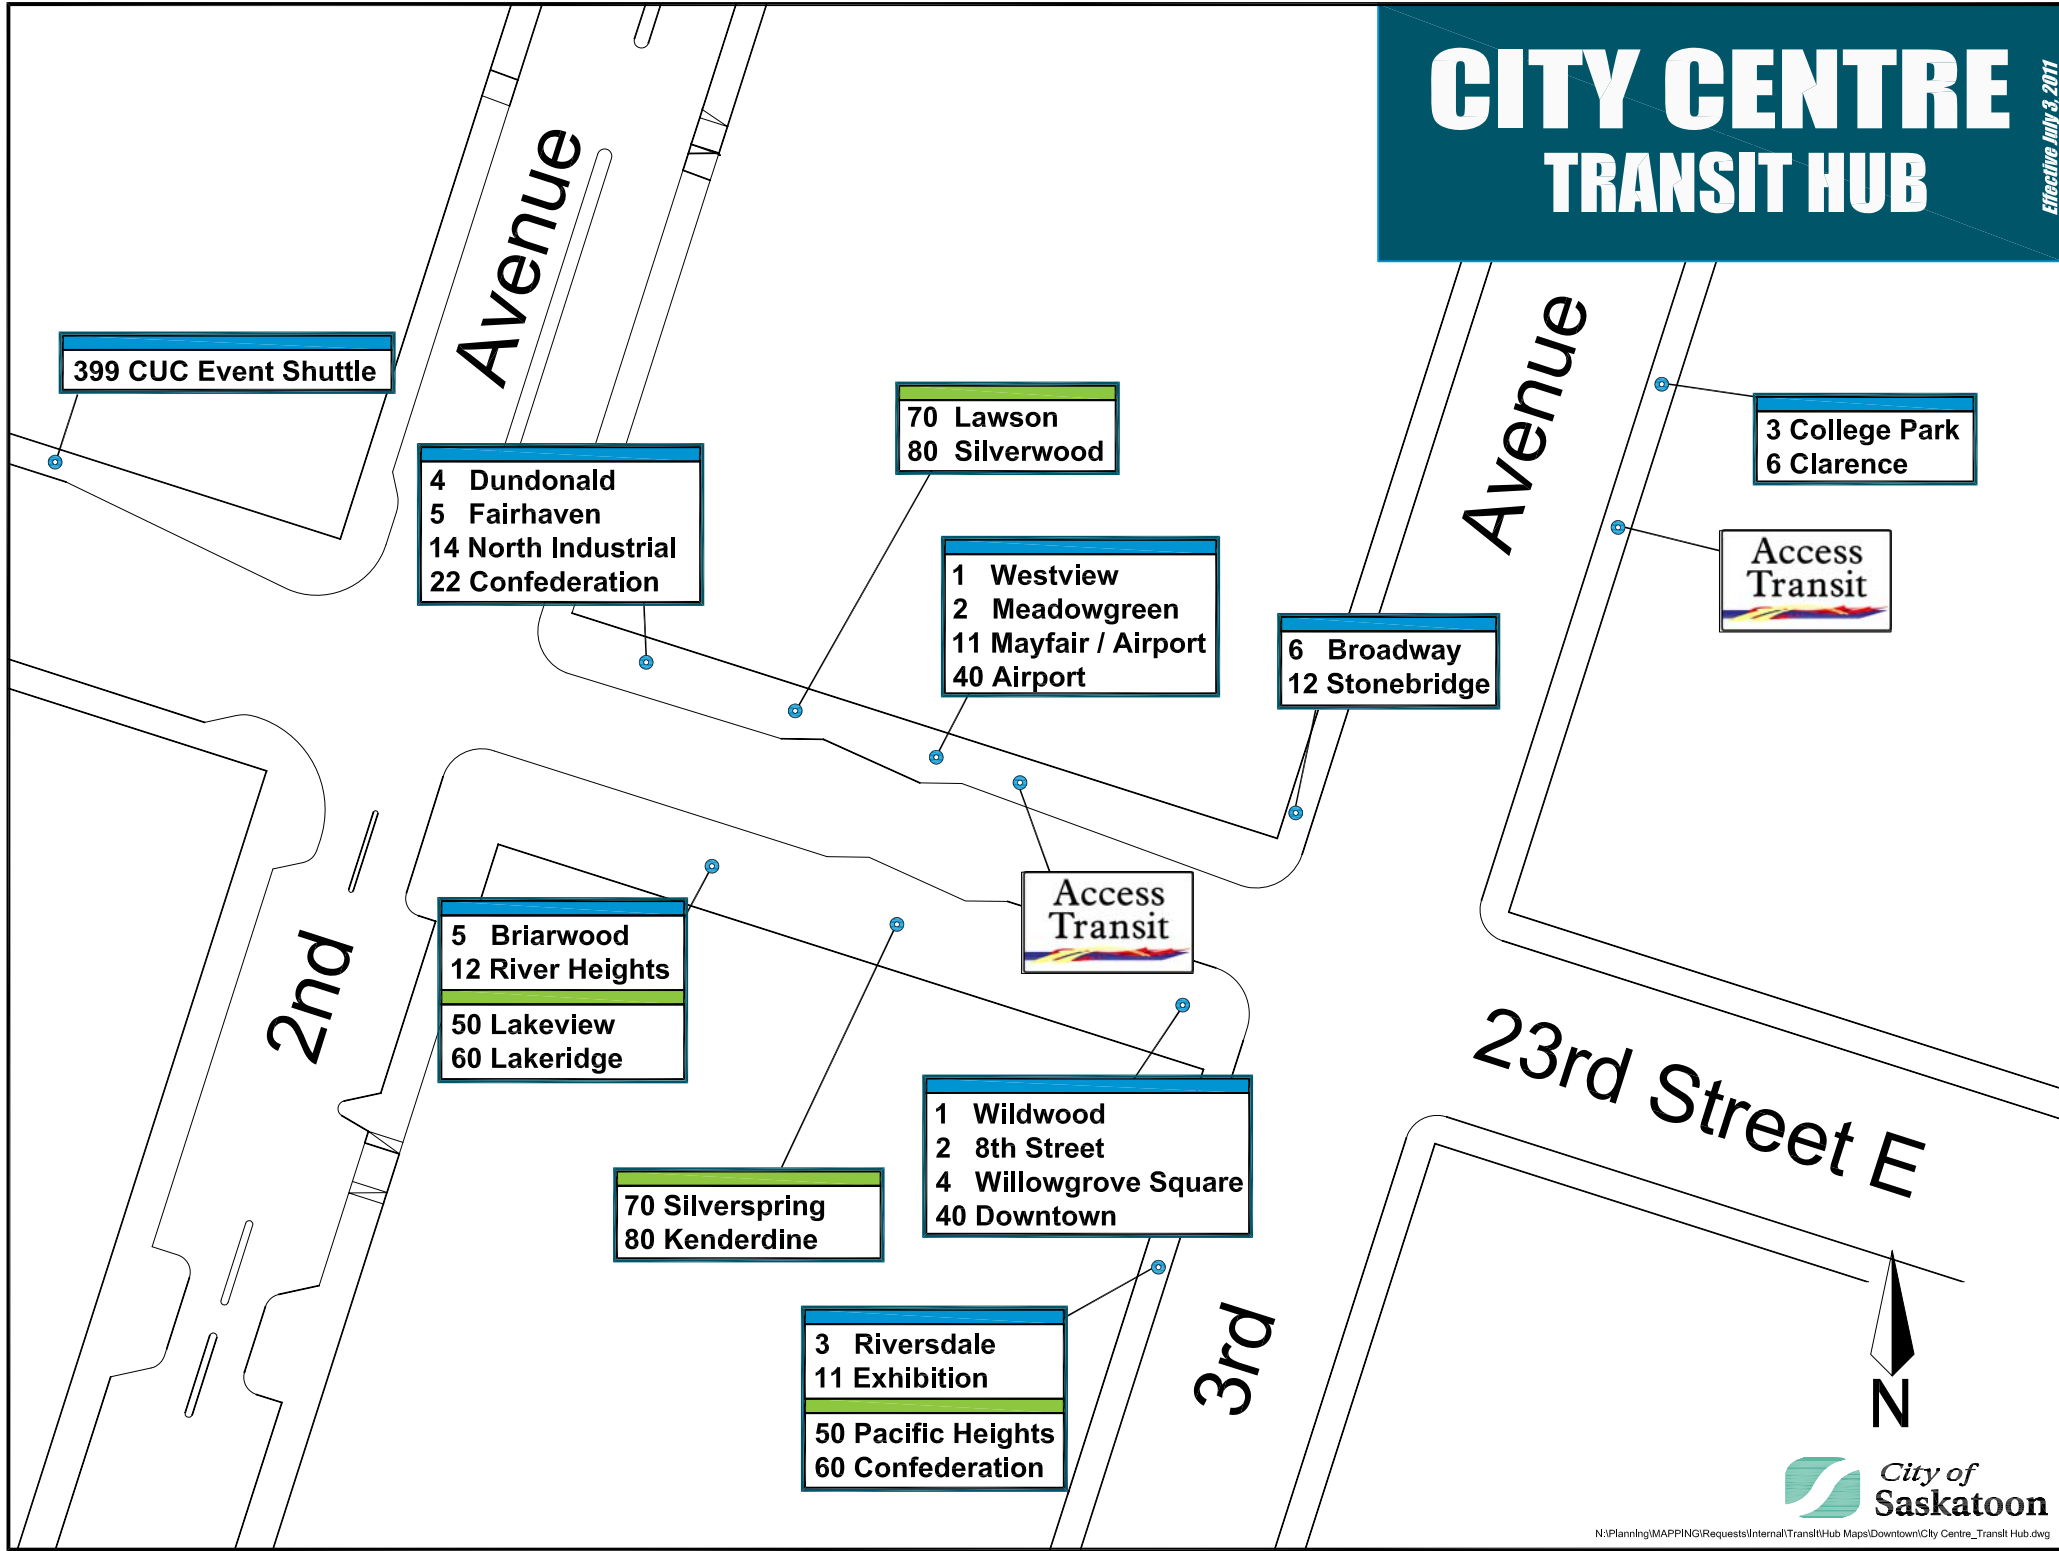 CITY CENTRE
TRANSIT HUB
Effective July 3, 2011
Avenue
Avenue
399 CUC Event Shuttle
70 Lawson
80 Silverwood
3 College Park
6 Clarence
4 Dundonald
5 Fairhaven
14 North Industrial
22 Confederation
Access
Transit
1 Westview
2 Meadowgreen
11 Mayfair / Airport
40 Airport
6 Broadway
12 Stonebridge
Access
Transit
5 Briarwood
12 River Heights
50 Lakeview
60 Lakeridge
2nd
23rd Street E
1 Wildwood
2 8th Street
4 Willowgrove Square
40 Downtown
70 Silverspring
80 Kenderdine
3 Riversdale
11 Exhibition
50 Pacific Heights
60 Confederation
3rd
N
City of
Saskatoon
N:\Planning\MAPPING\Requests\Internal\Transit\Hub Maps\Downtown\City Centre_Transit Hub.dwg